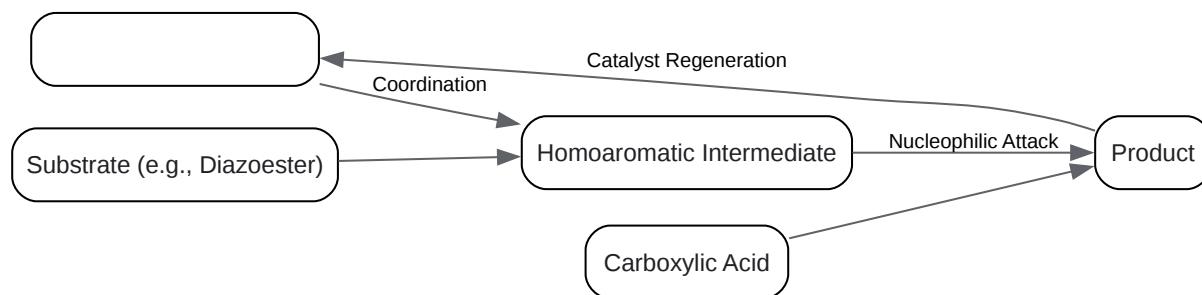 Catalyst Regeneration
Coordination
Substrate (e.g., Diazoester)
Homoaromatic Intermediate
Nucleophilic Attack
Product
Carboxylic Acid